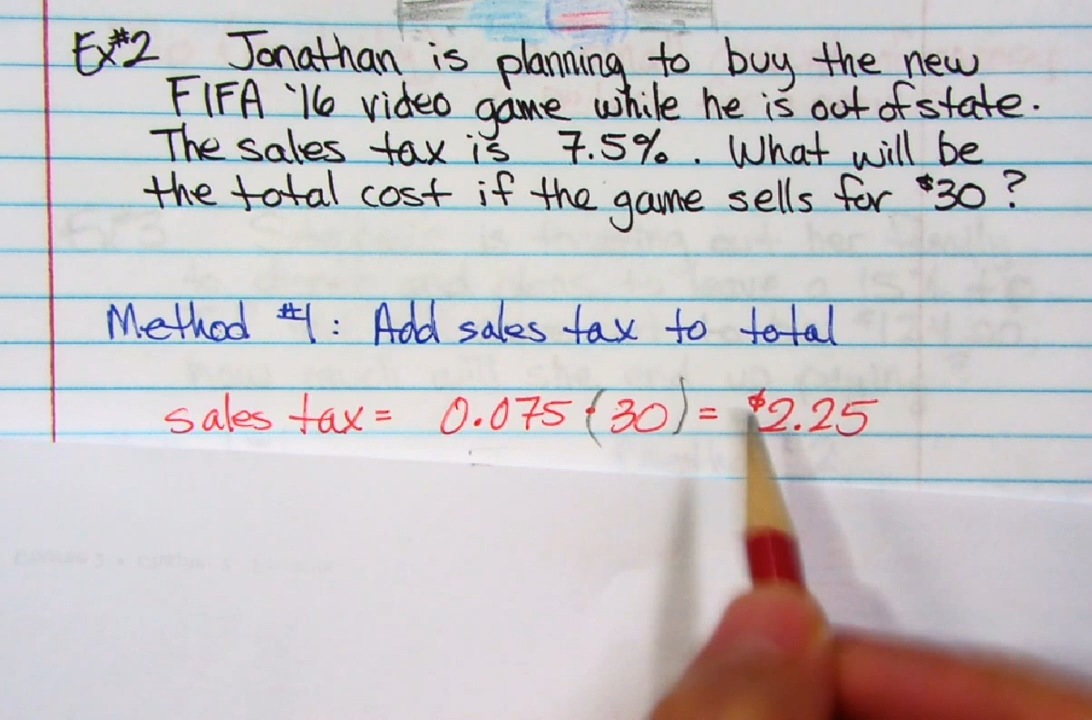 Ex#2 Jonathan is planning to buy the new
FIFA '16 video game while he is out of state.
The sales tax is 7.5%. What will be
the total cost if the game sells for $30?
Method #1: Add sales tax to total
sales tax = 0.075 · (30) = $2.25